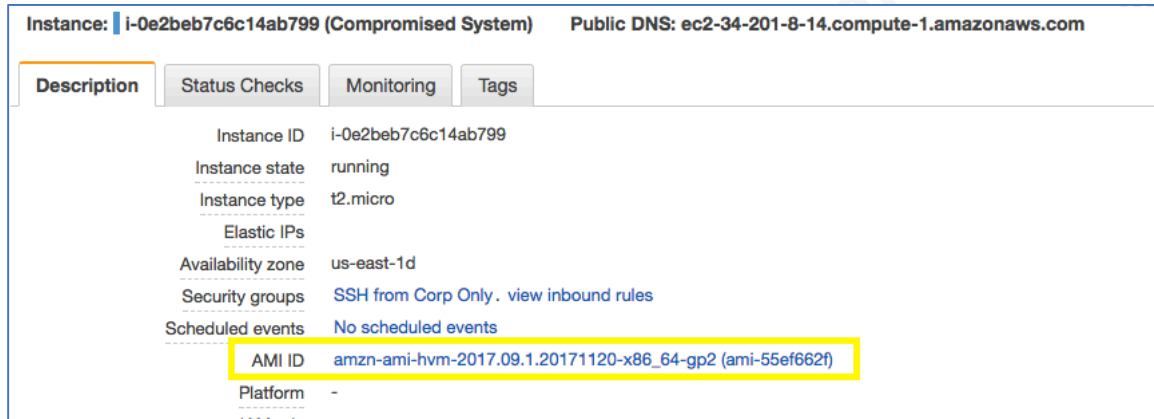 Instance: i-0e2beb7c6c14ab799 (Compromised System) Public DNS: ec2-34-201-8-14.compute-1.amazonaws.com
Description Status Checks Monitoring Tags
Instance ID i-0e2beb7c6c14ab799
Instance state running
Instance type t2.micro
Elastic IPs
Availability zone us-east-1d
Security groups SSH from Corp Only. view inbound rules
Scheduled events No scheduled events
AMI ID amzn-ami-hvm-2017.09.1.20171120-x86_64-gp2 (ami-55ef662f)
Platform -